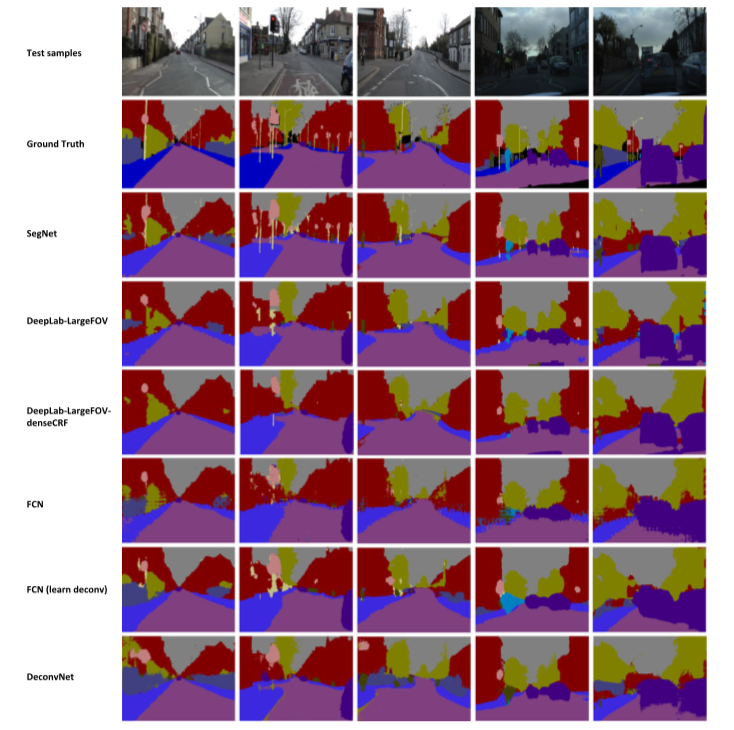 Test samples
Ground Truth
SegNet
DeepLab-LargeFOV
DeepLab-LargeFOV-
denseCRF
FCN
FCN (learn deconv)
DeconvNet